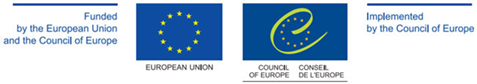 Funded
by the European Union
and the Council of Europe
EUROPEAN UNION
COUNCIL CONSEIL
OF EUROPE DE L'EUROPE
Implemented
by the Council of Europe